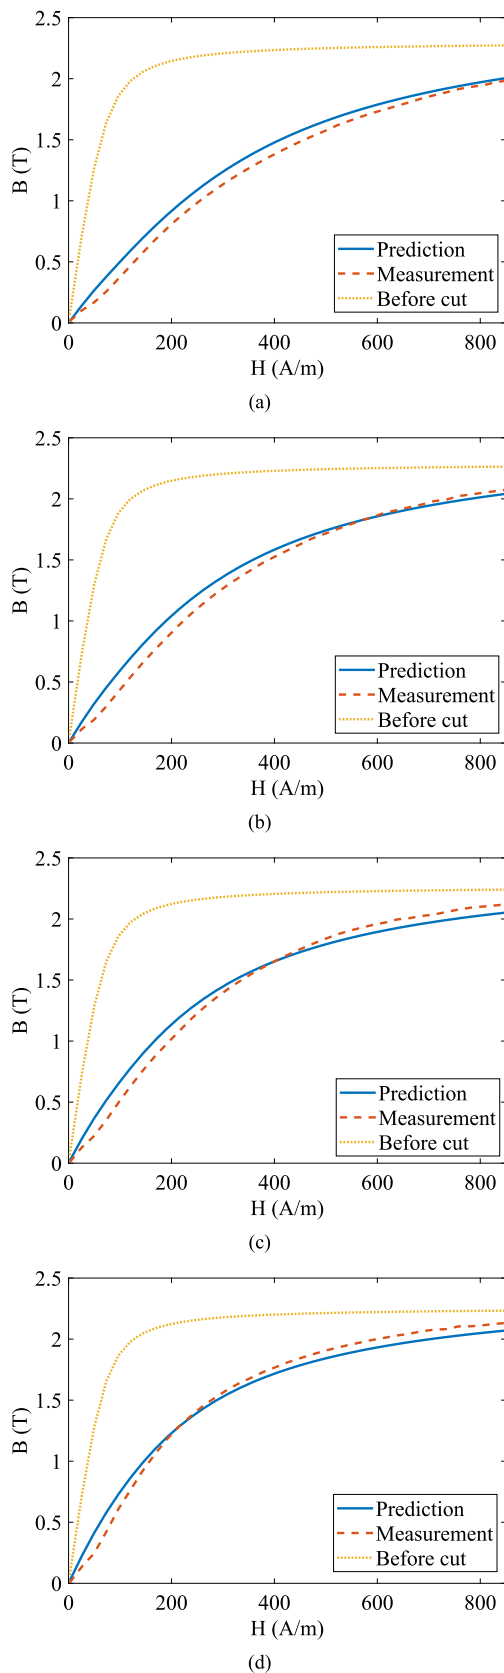 2.5
2
1.5
1
0.5
0
B (T)
Prediction
Measurement
Before cut
0 200 400 600 800
H (A/m)
(a)
2.5
2
1.5
1
0.5
0
B (T)
Prediction
Measurement
Before cut
0 200 400 600 800
H (A/m)
(b)
2.5
2
1.5
1
0.5
0
B (T)
Prediction
Measurement
Before cut
0 200 400 600 800
H (A/m)
(c)
2.5
2
1.5
1
0.5
0
B (T)
Prediction
Measurement
Before cut
0 200 400 600 800
H (A/m)
(d)